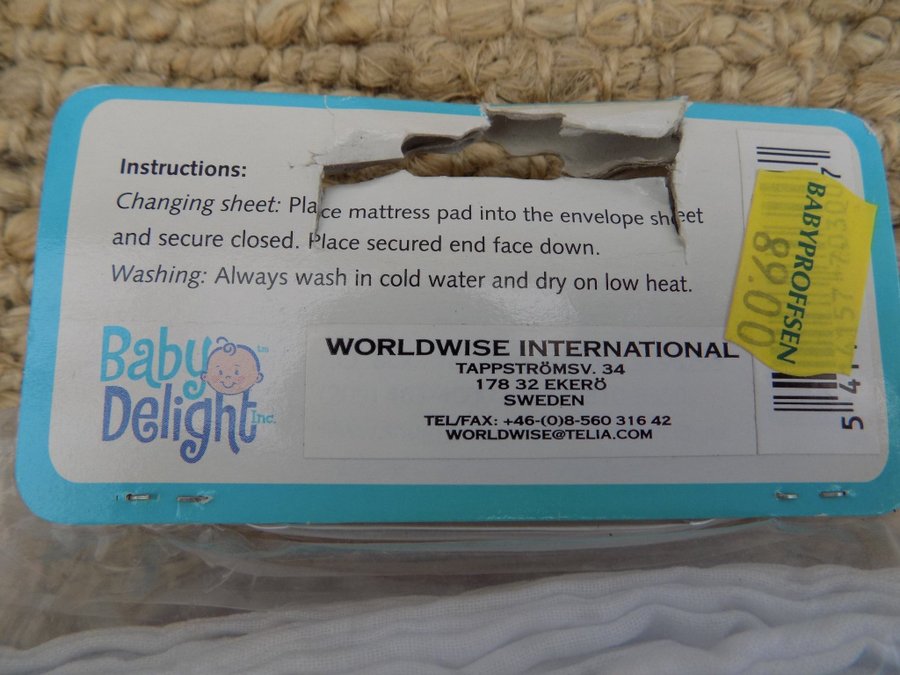 Instructions:
Changing sheet: Place mattress pad into the envelope sheet
and secure closed. Place secured end face down.
Washing: Always wash in cold water and dry on low heat.
Baby
Delight Inc.
TM
WORLDWISE INTERNATIONAL
TAPPSTRÖMSV. 34
178 32 EKERÖ
SWEDEN
TEL/FAX: +46-(0)8-560 316 42
WORLDWISE@TELIA.COM
BABYPROFFSEN